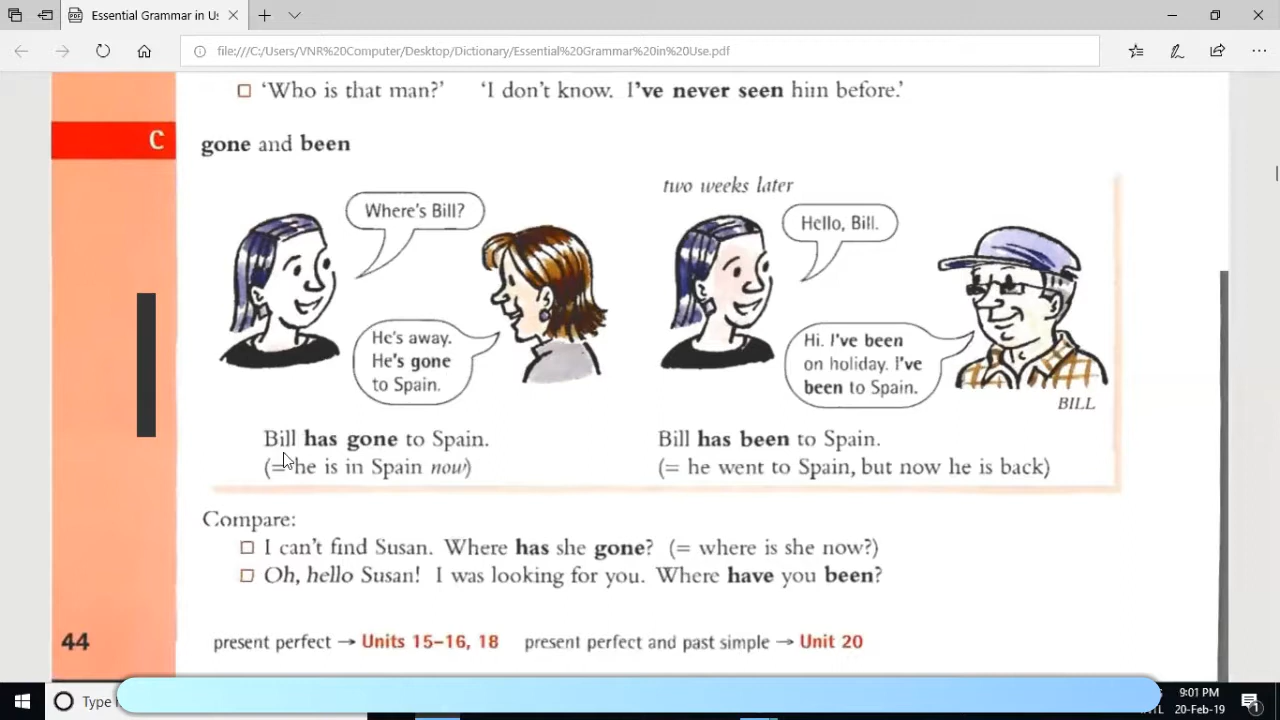 Essential Grammar in Us
file:///C:/Users/VNR%20Computer/Desktop/Dictionary/Essential%20Grammar%20in%20Use.pdf
'Who is that man?' 'I don't know. I've never seen him before.'
C
gone and been
two weeks later
Where's Bill?
Hello, Bill.
He's away.
He's gone
to Spain.
Hi. I've been
on holiday. I've
been to Spain.
BILL
Bill has gone to Spain.
(= he is in Spain now)
Bill has been to Spain.
(= he went to Spain, but now he is back)
Compare:
I can't find Susan. Where has she gone? (= where is she now?)
Oh, hello Susan! I was looking for you. Where have you been?
44
present perfect → Units 15–16, 18 present perfect and past simple → Unit 20
Type
9:01 PM
20-Feb-19